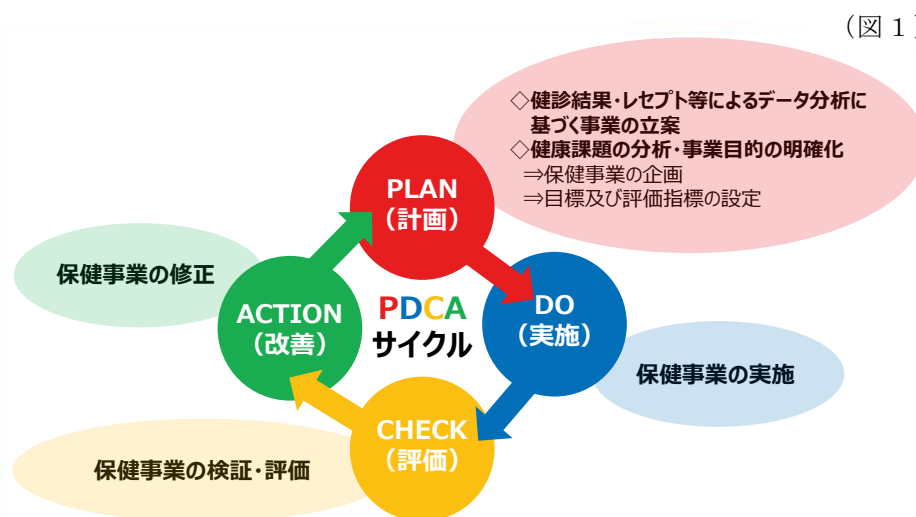 (図1)
◇健診結果・レセプト等によるデータ分析に
基づく事業の立案
◇健康課題の分析・事業目的の明確化
⇒保健事業の企画
⇒目標及び評価指標の設定
PLAN
(計画)
保健事業の修正
ACTION
(改善)
PDCA
サイクル
DO
(実施)
保健事業の実施
CHECK
(評価)
保健事業の検証・評価